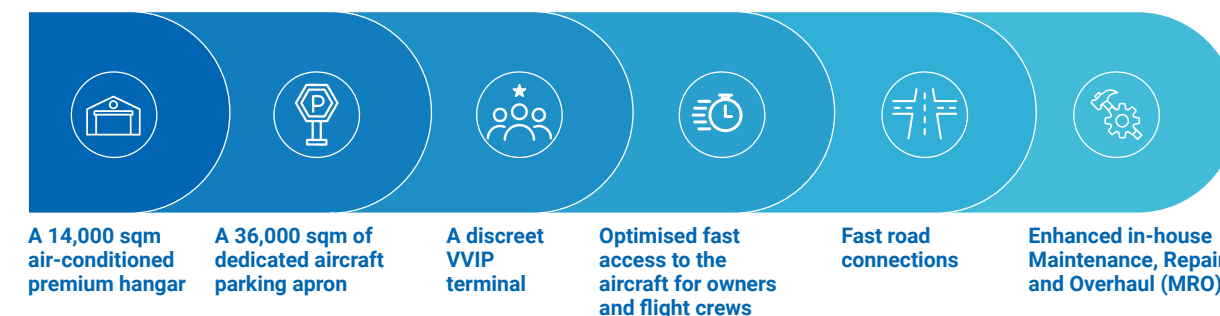 P
A 14,000 sqm
air-conditioned
premium hangar
A 36,000 sqm of
dedicated aircraft
parking apron
A discreet
VVIP
terminal
Optimised fast
access to the
aircraft for owners
and flight crews
Fast road
connections
Enhanced in-house
Maintenance, Repair
and Overhaul (MRO)